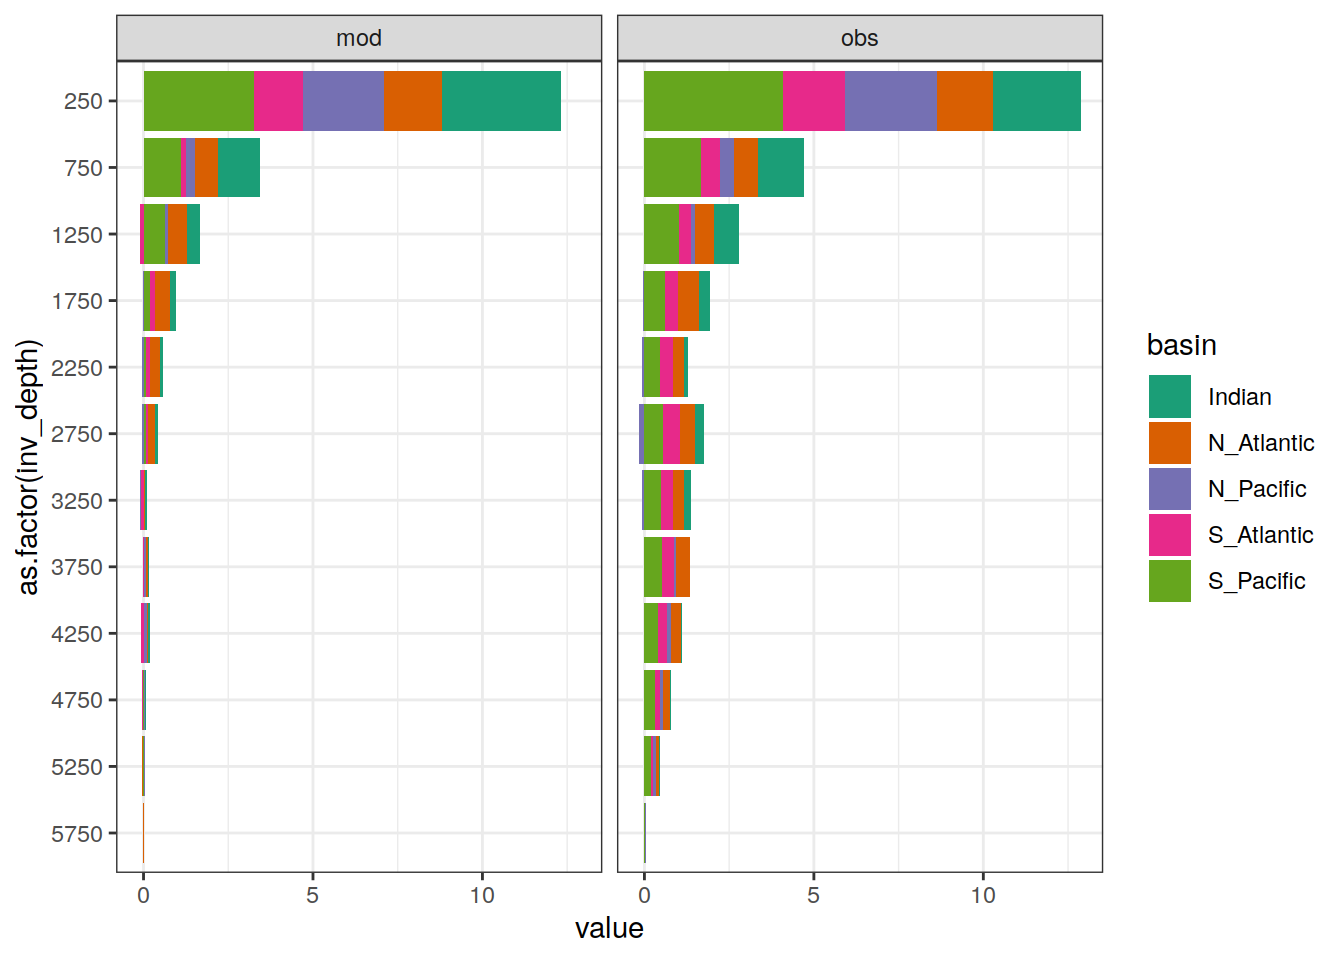 mod
obs
250
750
1250
1750
2250
2750
3250
3750
4250
4750
5250
5750
as.factor(inv_depth)
0
5
10
0
5
10
value
basin
Indian
N_Atlantic
N_Pacific
S_Atlantic
S_Pacific